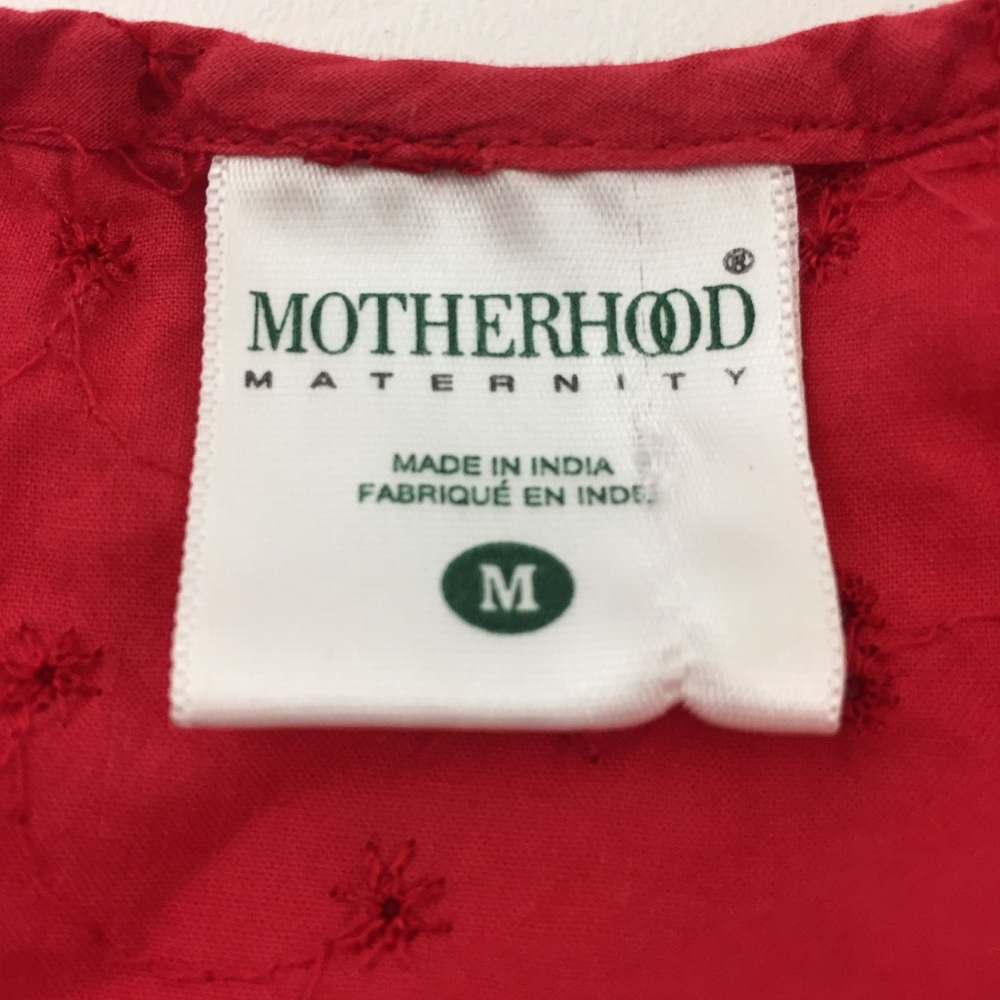 MOTHERHOOD®
MATERNITY
MADE IN INDIA
FABRIQUÉ EN INDE
M